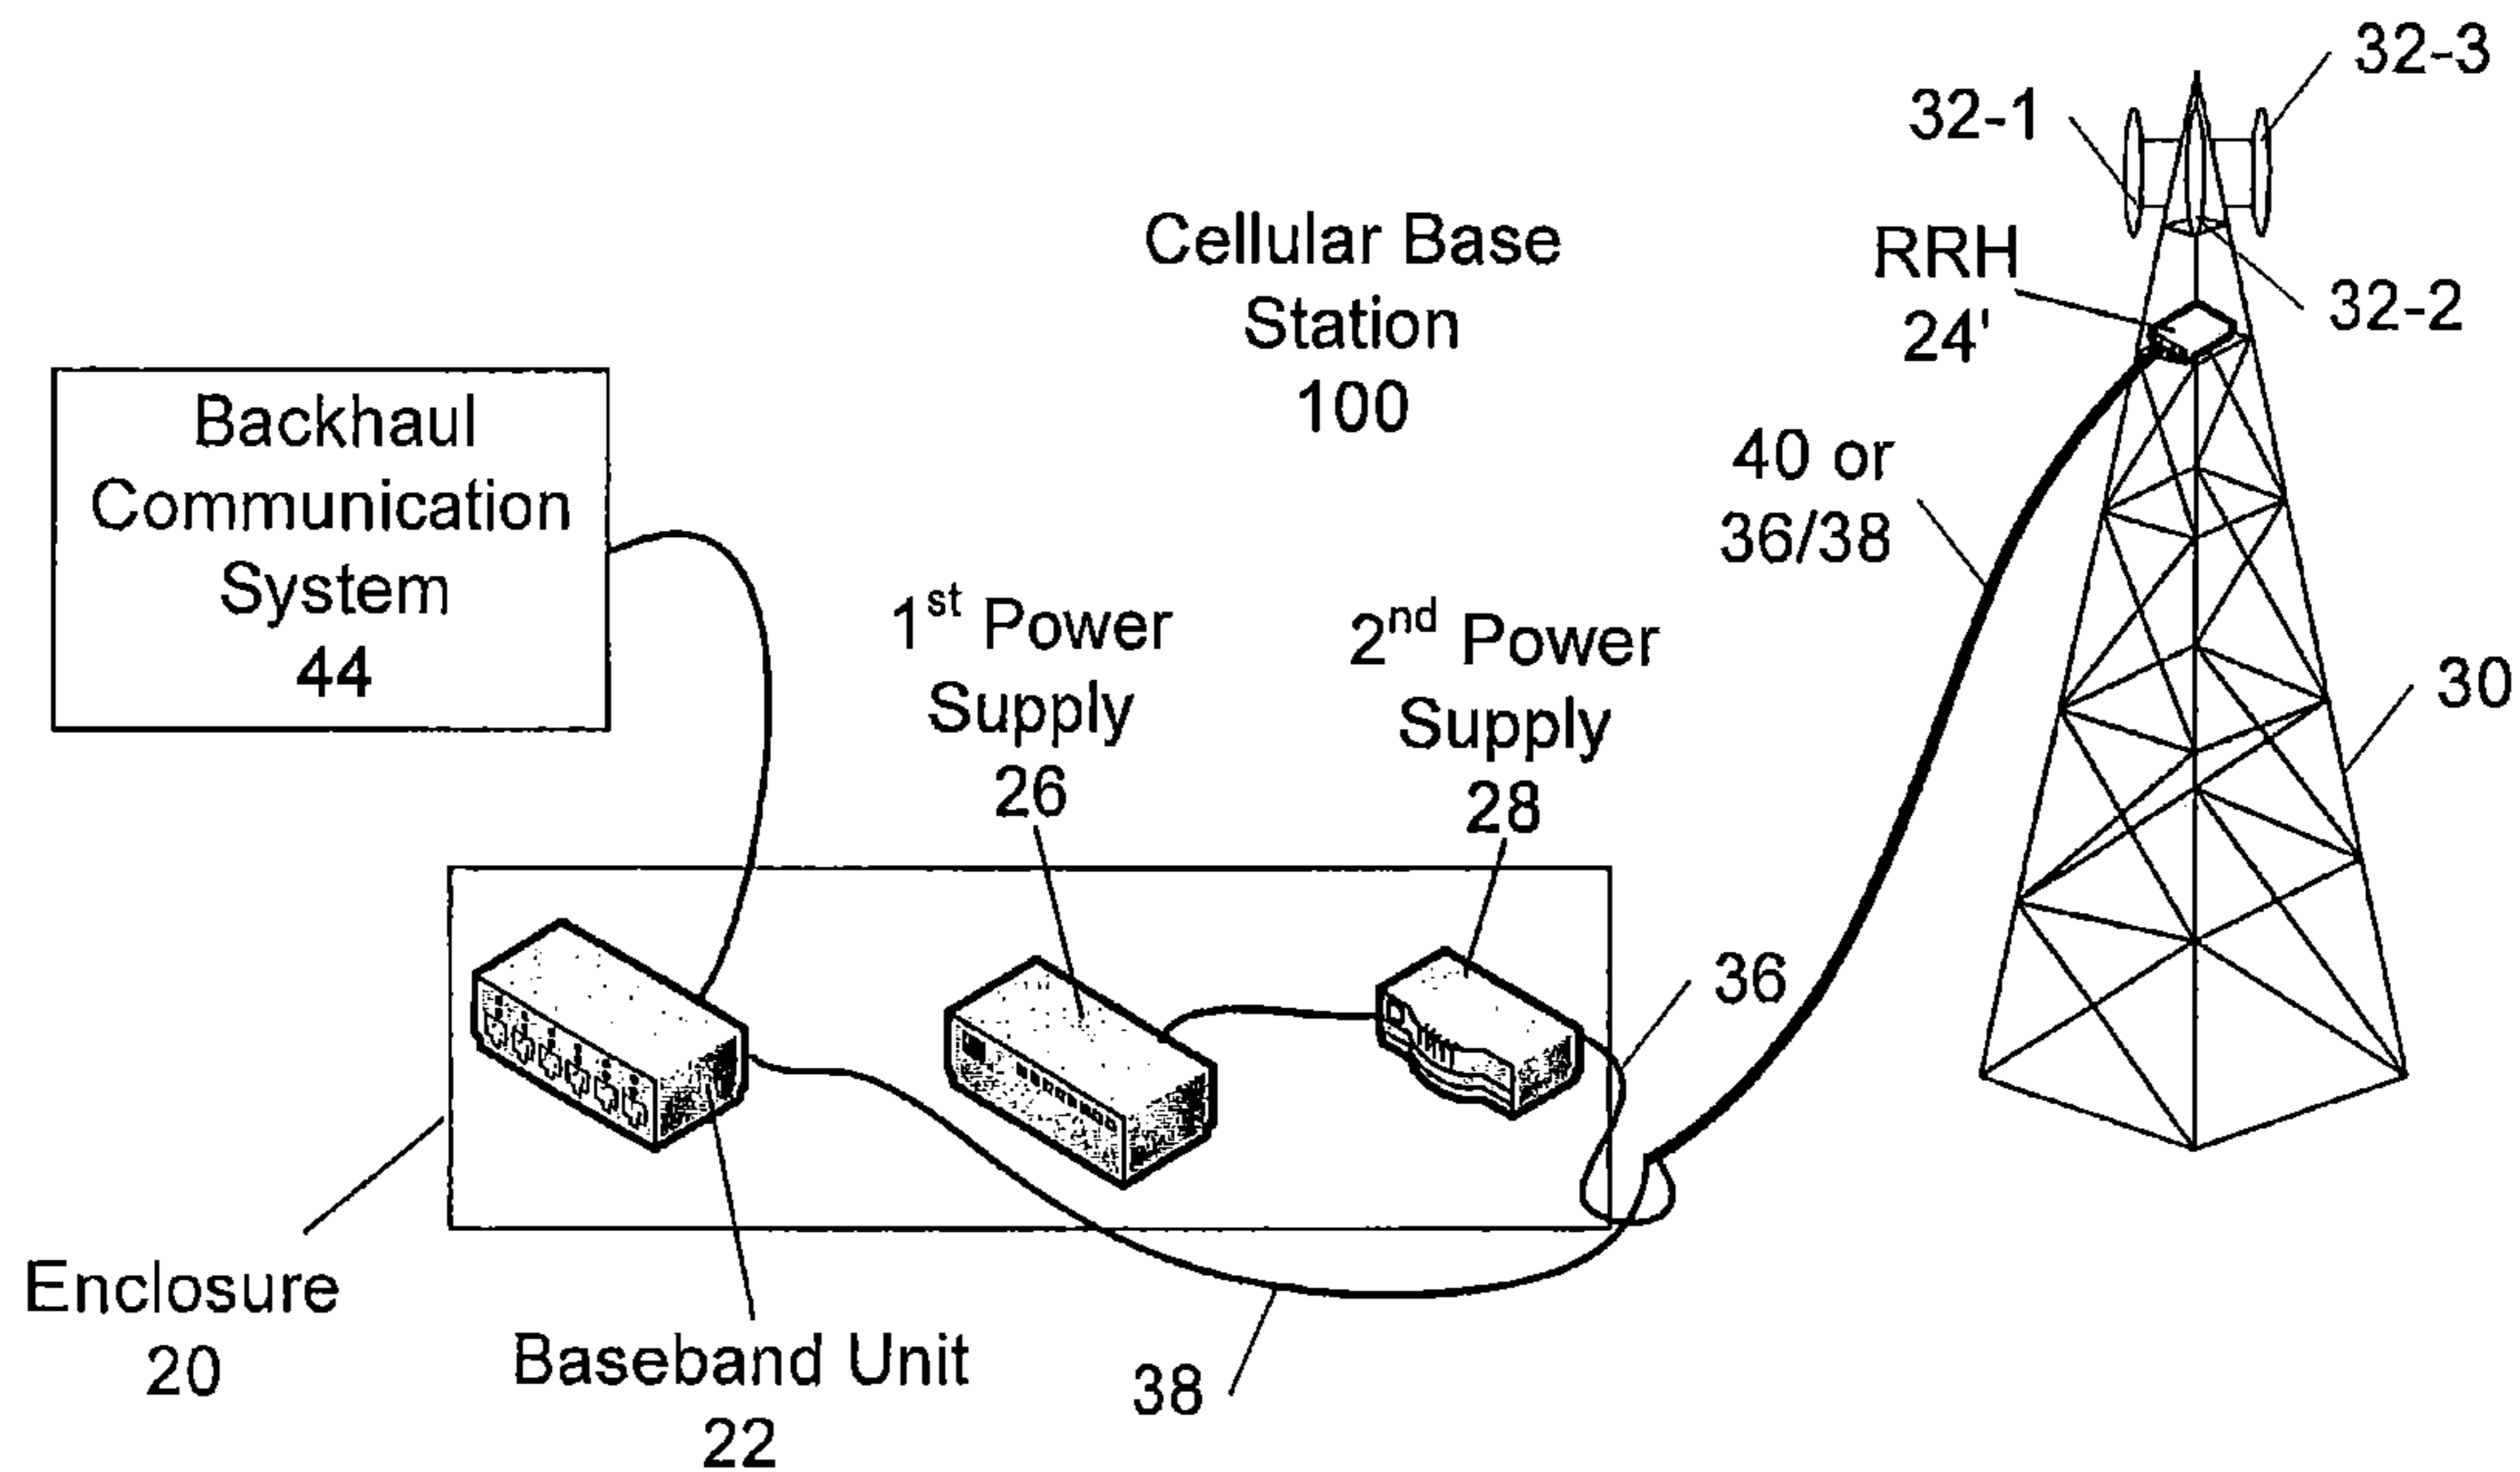 32-3
32-1
Cellular Base
Station
100
RRH
24'
32-2
Backhaul
Communication
System
44
40 or
36/38
1st Power
Supply
26
2nd Power
Supply
28
30
36
Enclosure
20
Baseband Unit
22
38